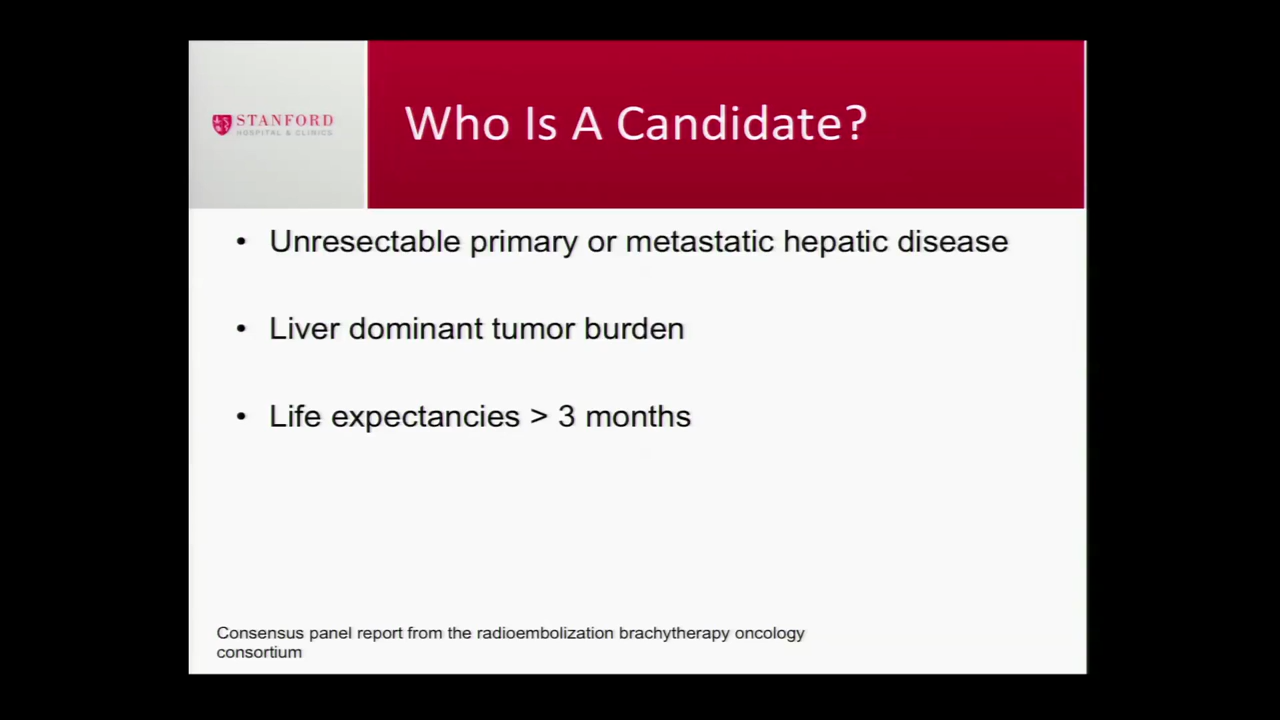 STANFORD
HOSPITAL & CLINICS
Who Is A Candidate?
• Unresectable primary or metastatic hepatic disease
• Liver dominant tumor burden
• Life expectancies > 3 months
Consensus panel report from the radioembolization brachytherapy oncology
consortium